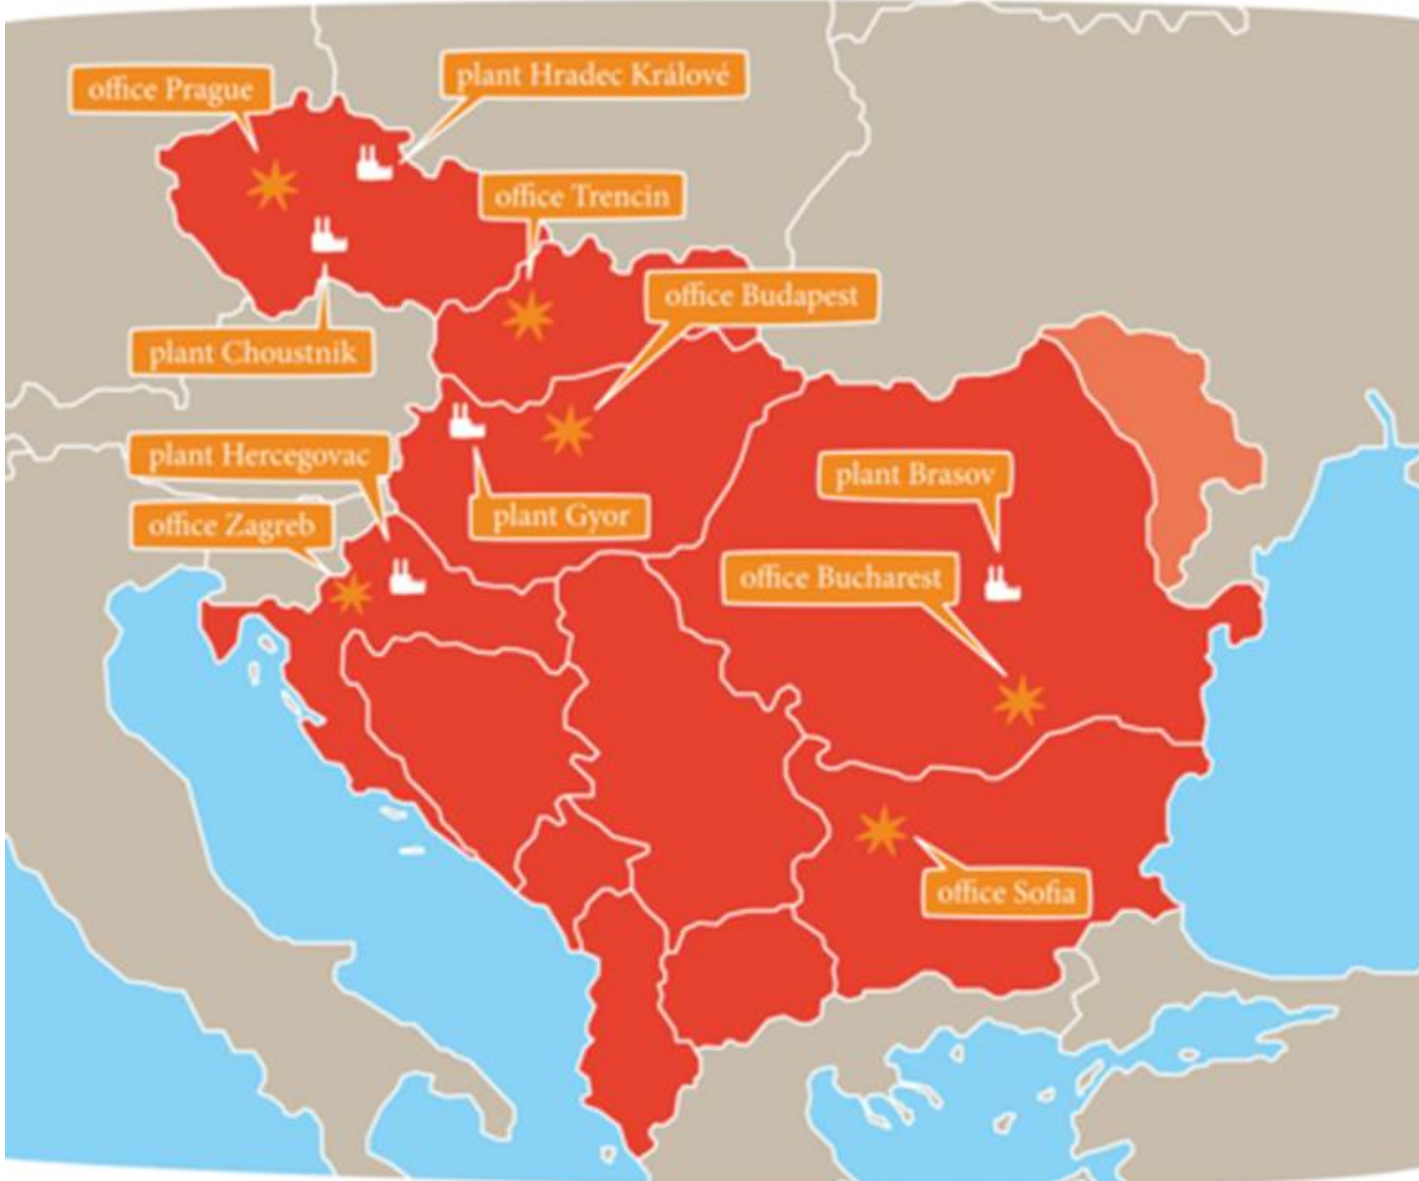 office Prague
plant Hradec Králové
office Trencin
office Budapest
plant Choustnik
plant Hercegovac
plant Brasov
office Zagreb
plant Gyor
office Bucharest
office Sofia